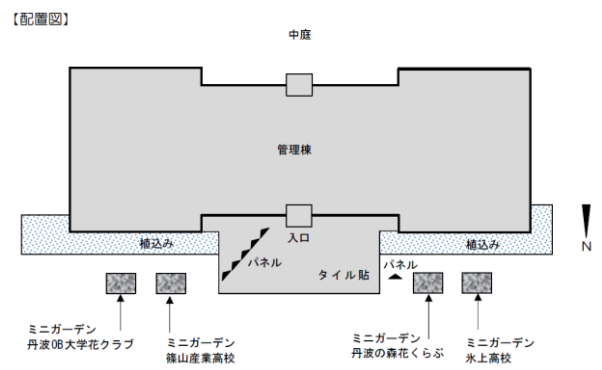 【配置図】
中庭
管理棟
入口
植込み
植込み
パネル
タイル貼
パネル
N
ミニガーデン
丹波OB大学花クラブ
ミニガーデン
篠山産業高校
ミニガーデン
丹波の森花くらぶ
ミニガーデン
氷上高校